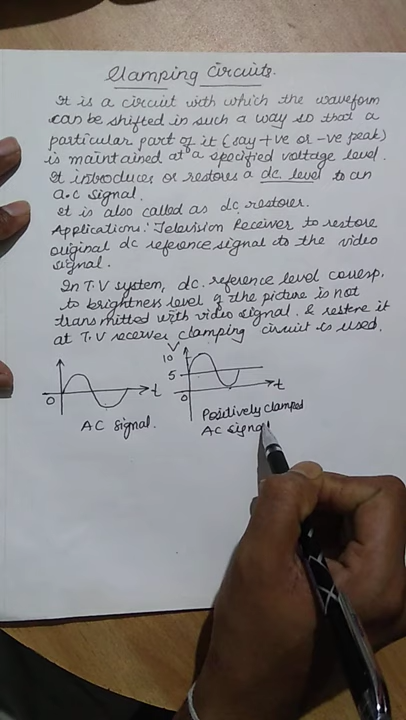 Clamping Circuits.
It is a circuit with which the waveform
can be shifted in such a way so that a
particular part of it (say +ve or -ve peak)
is maintained at a specified voltage level.
It introduces or restores a dc level to an
a.c signal.
It is also called as dc restorer.
Applications: Television Receiver to restore
original dc reference signal to the video
signal.
In T.V system, dc reference level corresp.
to brightness level of the picture is not
transmitted with video signal. & restore it
at T.V receiver clamping circuit is used.
V
10
5
0
t
0
t
AC signal.
Positively clamped
AC signal